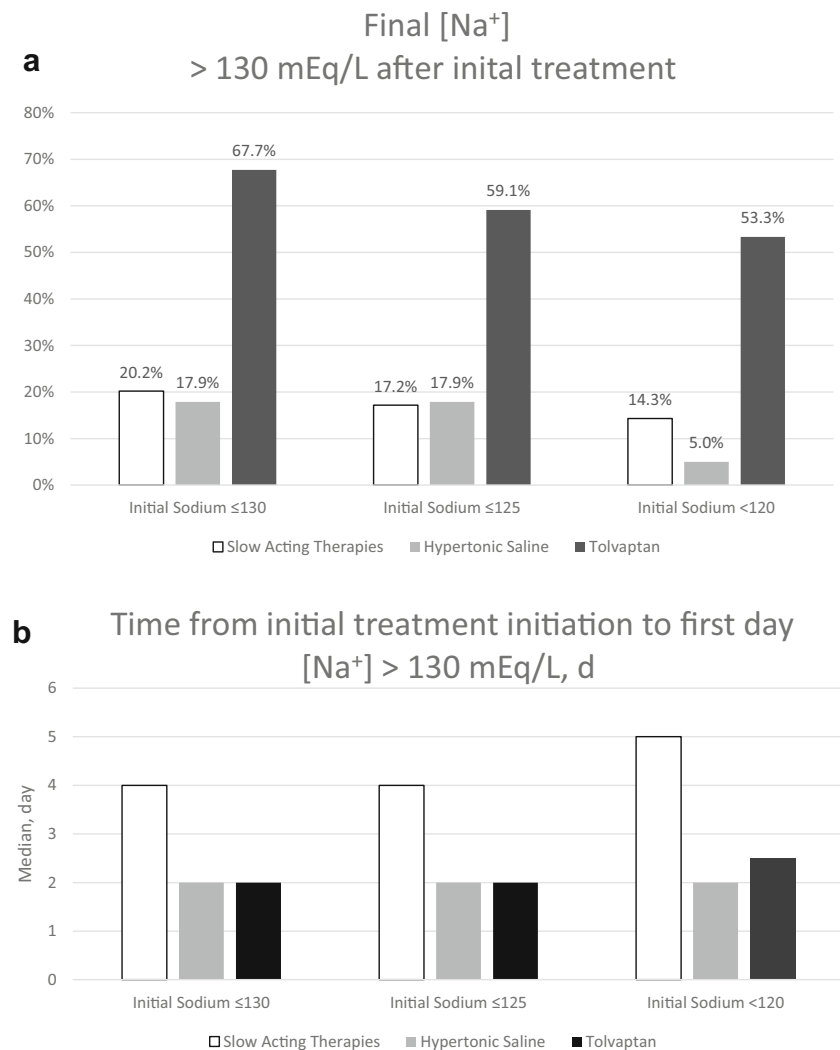 a
Final [Na⁺]
> 130 mEq/L after inital treatment
80%
70%
60%
50%
40%
30%
20%
10%
0%
20.2%
17.9%
67.7%
17.2%
17.9%
59.1%
14.3%
5.0%
53.3%
Initial Sodium ≤130
Initial Sodium ≤125
Initial Sodium <120
Slow Acting Therapies
Hypertonic Saline
Tolvaptan
b
Time from initial treatment initiation to first day
[Na⁺] > 130 mEq/L, d
Median, day
6
5
4
3
2
1
0
Initial Sodium ≤130
Initial Sodium ≤125
Initial Sodium <120
Slow Acting Therapies
Hypertonic Saline
Tolvaptan